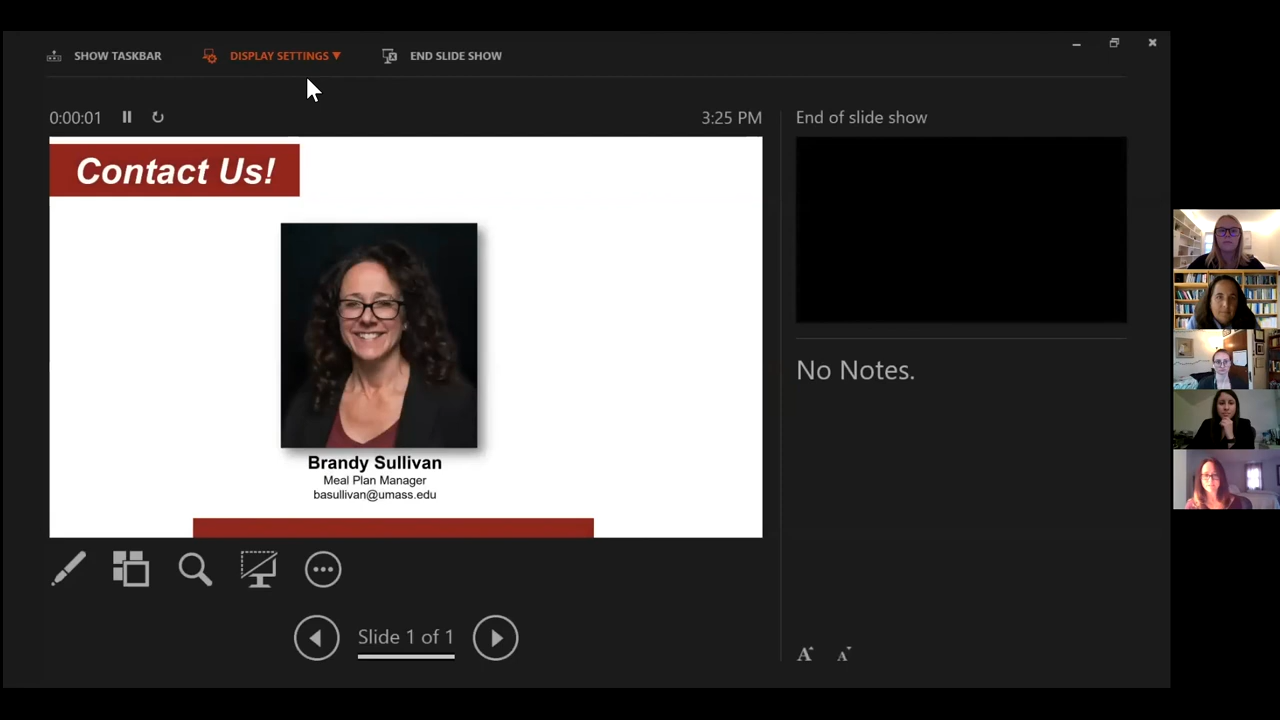 SHOW TASKBAR
DISPLAY SETTINGS ▼
END SLIDE SHOW
0:00:01
3:25 PM
End of slide show
Contact Us!
Brandy Sullivan
Meal Plan Manager
basullivan@umass.edu
No Notes.
Slide 1 of 1
A A